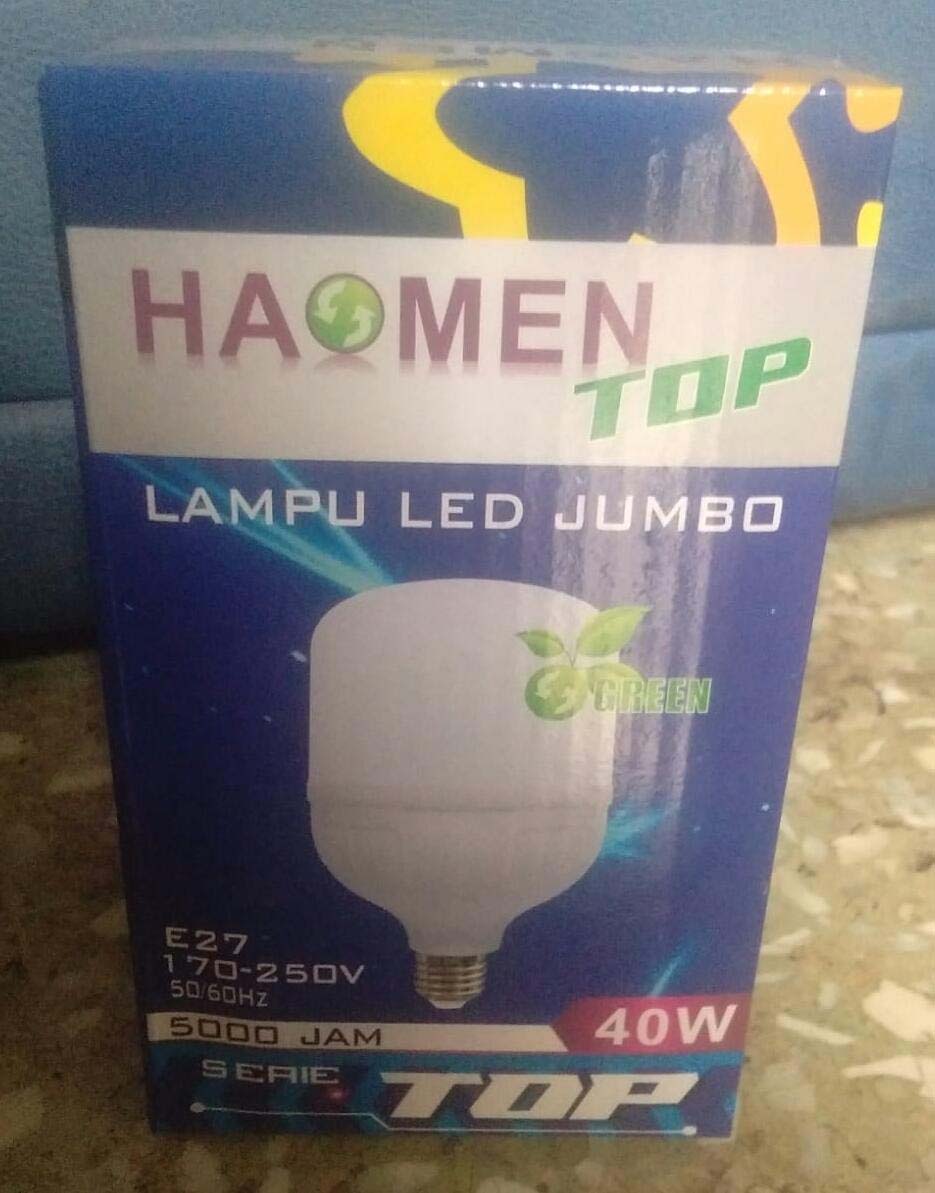 HAOMEN
TOP
LAMPU LED JUMBO
GREEN
E27
170-250V
50/60Hz
5000 JAM
40W
SERIE TOP